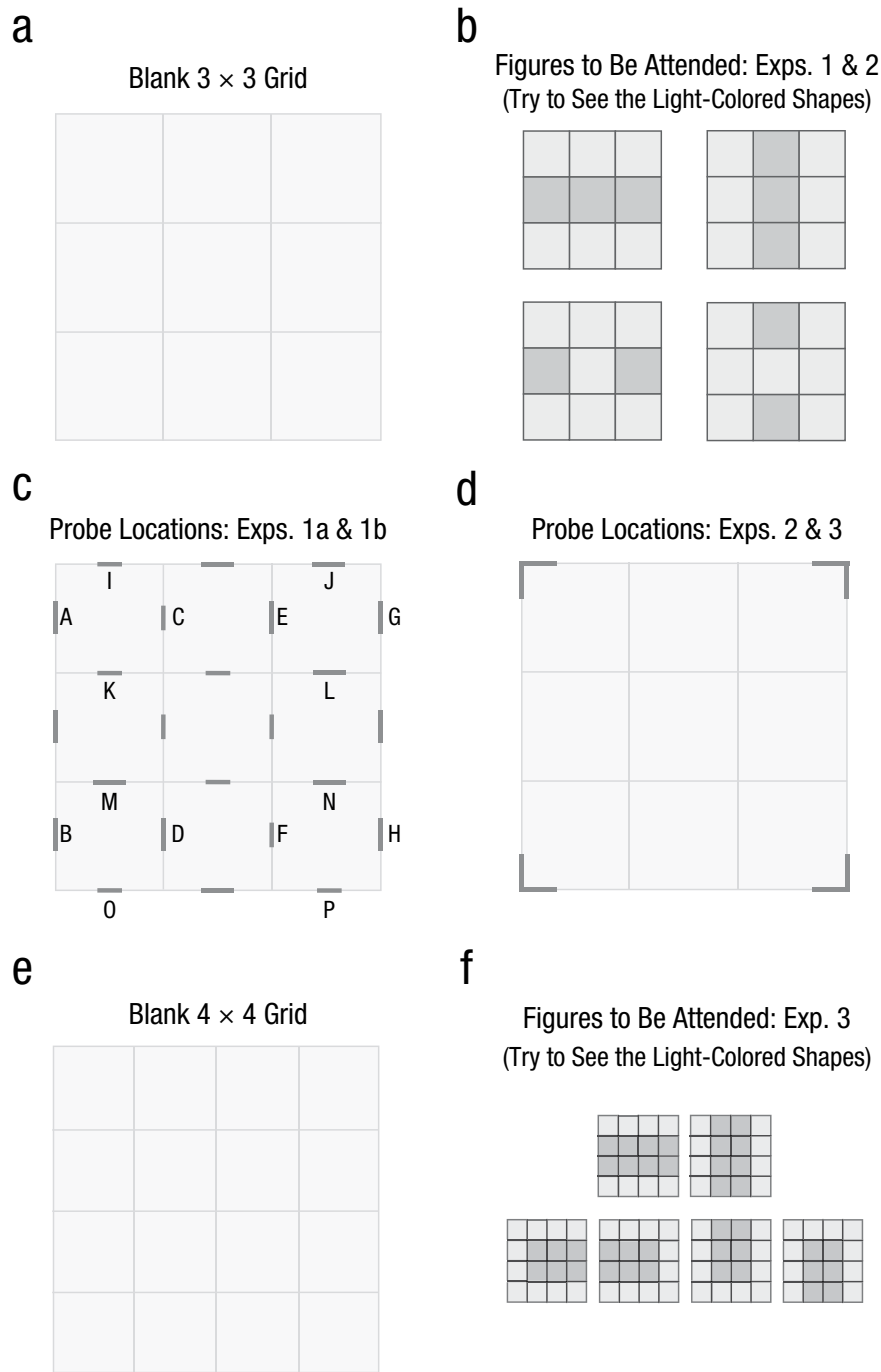 a
Blank 3 × 3 Grid
b
Figures to Be Attended: Exps. 1 & 2
(Try to See the Light-Colored Shapes)
c
Probe Locations: Exps. 1a & 1b
I J
A C E G
K L
M N
B D F H
O P
d
Probe Locations: Exps. 2 & 3
e
Blank 4 × 4 Grid
f
Figures to Be Attended: Exp. 3
(Try to See the Light-Colored Shapes)